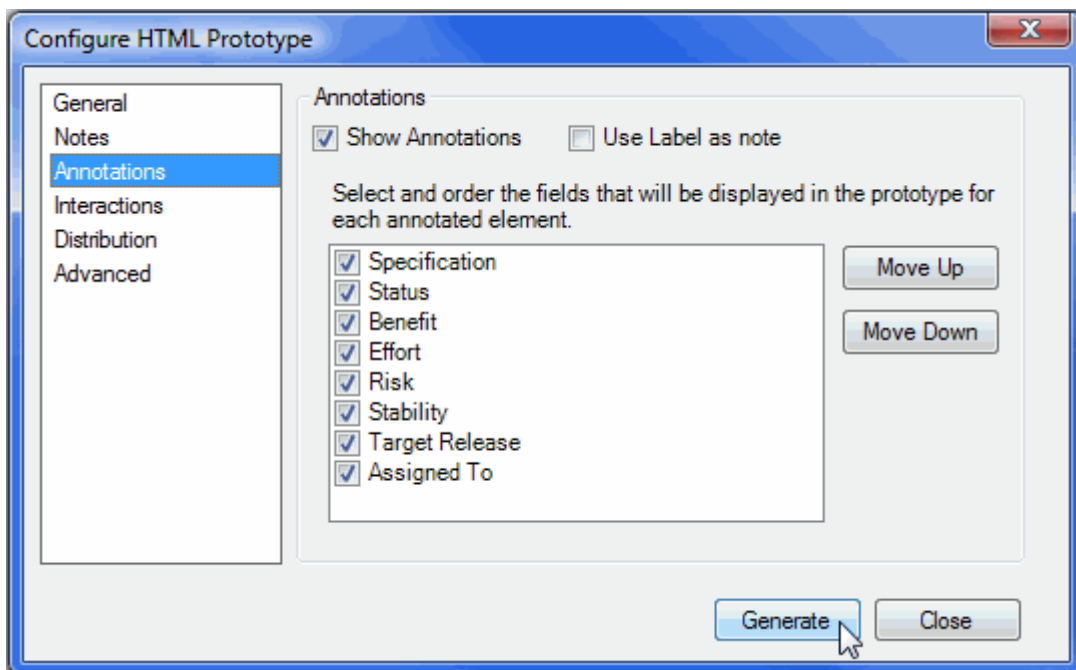 Configure HTML Prototype
X
General
Notes
Annotations
Interactions
Distribution
Advanced
Annotations
Show Annotations
Use Label as note
Select and order the fields that will be displayed in the prototype for
each annotated element.
Specification
Status
Benefit
Effort
Risk
Stability
Target Release
Assigned To
Move Up
Move Down
Generate
Close